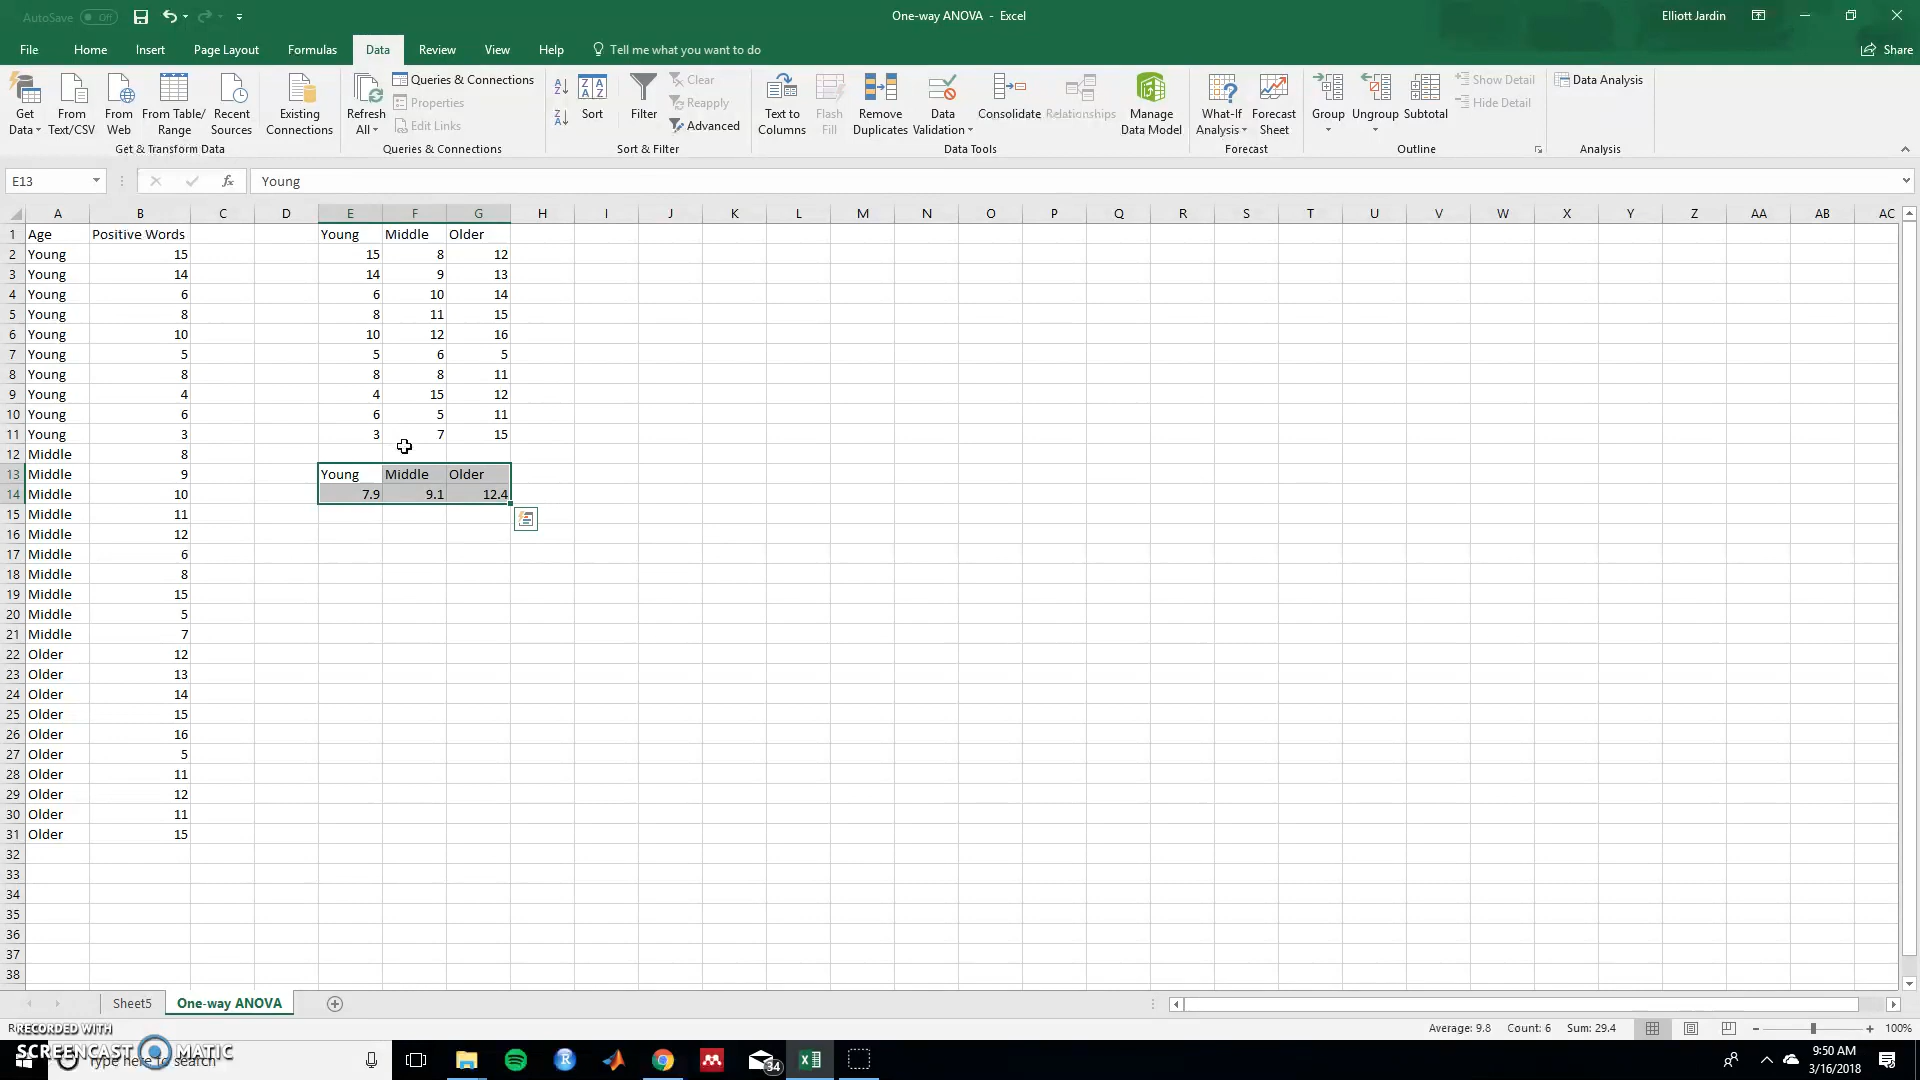 AutoSave Off One-way ANOVA - Excel Elliott Jardin
File Home Insert Page Layout Formulas Data Review View Help Tell me what you want to do Share
Get Data From Text/CSV From Web From Table/ Range Recent Sources Existing Connections
Get & Transform Data
Refresh All Queries & Connections Properties Edit Links
Queries & Connections
Sort Filter Clear Reapply Advanced
Sort & Filter
Text to Columns Flash Fill Remove Duplicates Data Validation Consolidate Relationships Manage Data Model
Data Tools
What-If Analysis Forecast Sheet
Forecast
Group Ungroup Subtotal Show Detail Hide Detail
Outline
Data Analysis
Analysis
E13 fx Young
A B C D E F G H I J K L M N O P Q R S T U V W X Y Z AA AB AC
1 Age Positive Words Young Middle Older
2 Young 15 15 8 12
3 Young 14 14 9 13
4 Young 6 6 10 14
5 Young 8 8 11 15
6 Young 10 10 12 16
7 Young 5 5 6 5
8 Young 8 8 8 11
9 Young 4 4 15 12
10 Young 6 6 5 11
11 Young 3 3 7 15
12 Middle 8
13 Middle 9 Young Middle Older
14 Middle 10 7.9 9.1 12.4
15 Middle 11
16 Middle 12
17 Middle 6
18 Middle 8
19 Middle 15
20 Middle 5
21 Middle 7
22 Older 12
23 Older 13
24 Older 14
25 Older 15
26 Older 16
27 Older 5
28 Older 11
29 Older 12
30 Older 11
31 Older 15
32
33
34
35
36
37
38
Sheet5 One-way ANOVA
RECORDED WITH Average: 9.8 Count: 6 Sum: 29.4 100%
SCREENCAST MATIC
Type here to search 34 9:50 AM
3/16/2018